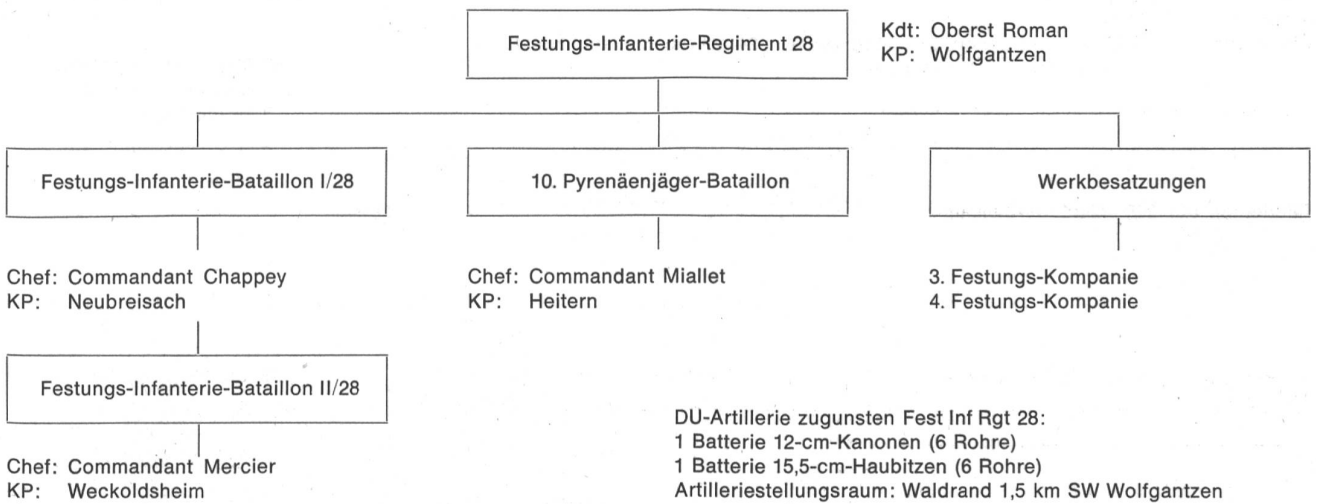 Festungs-Infanterie-Regiment 28
Kdt: Oberst Roman
KP: Wolfgantzen
Festungs-Infanterie-Bataillon I/28
10. Pyrenäenjäger-Bataillon
Werkbesatzungen
Chef: Commandant Chappey
KP: Neubreisach
Chef: Commandant Miallet
KP: Heitern
3. Festungs-Kompanie
4. Festungs-Kompanie
Festungs-Infanterie-Bataillon II/28
Chef: Commandant Mercier
KP: Weckoldsheim
DU-Artillerie zugunsten Fest Inf Rgt 28:
1 Batterie 12-cm-Kanonen (6 Rohre)
1 Batterie 15,5-cm-Haubitzen (6 Rohre)
Artilleriestellungsraum: Waldrand 1,5 km SW Wolfgantzen